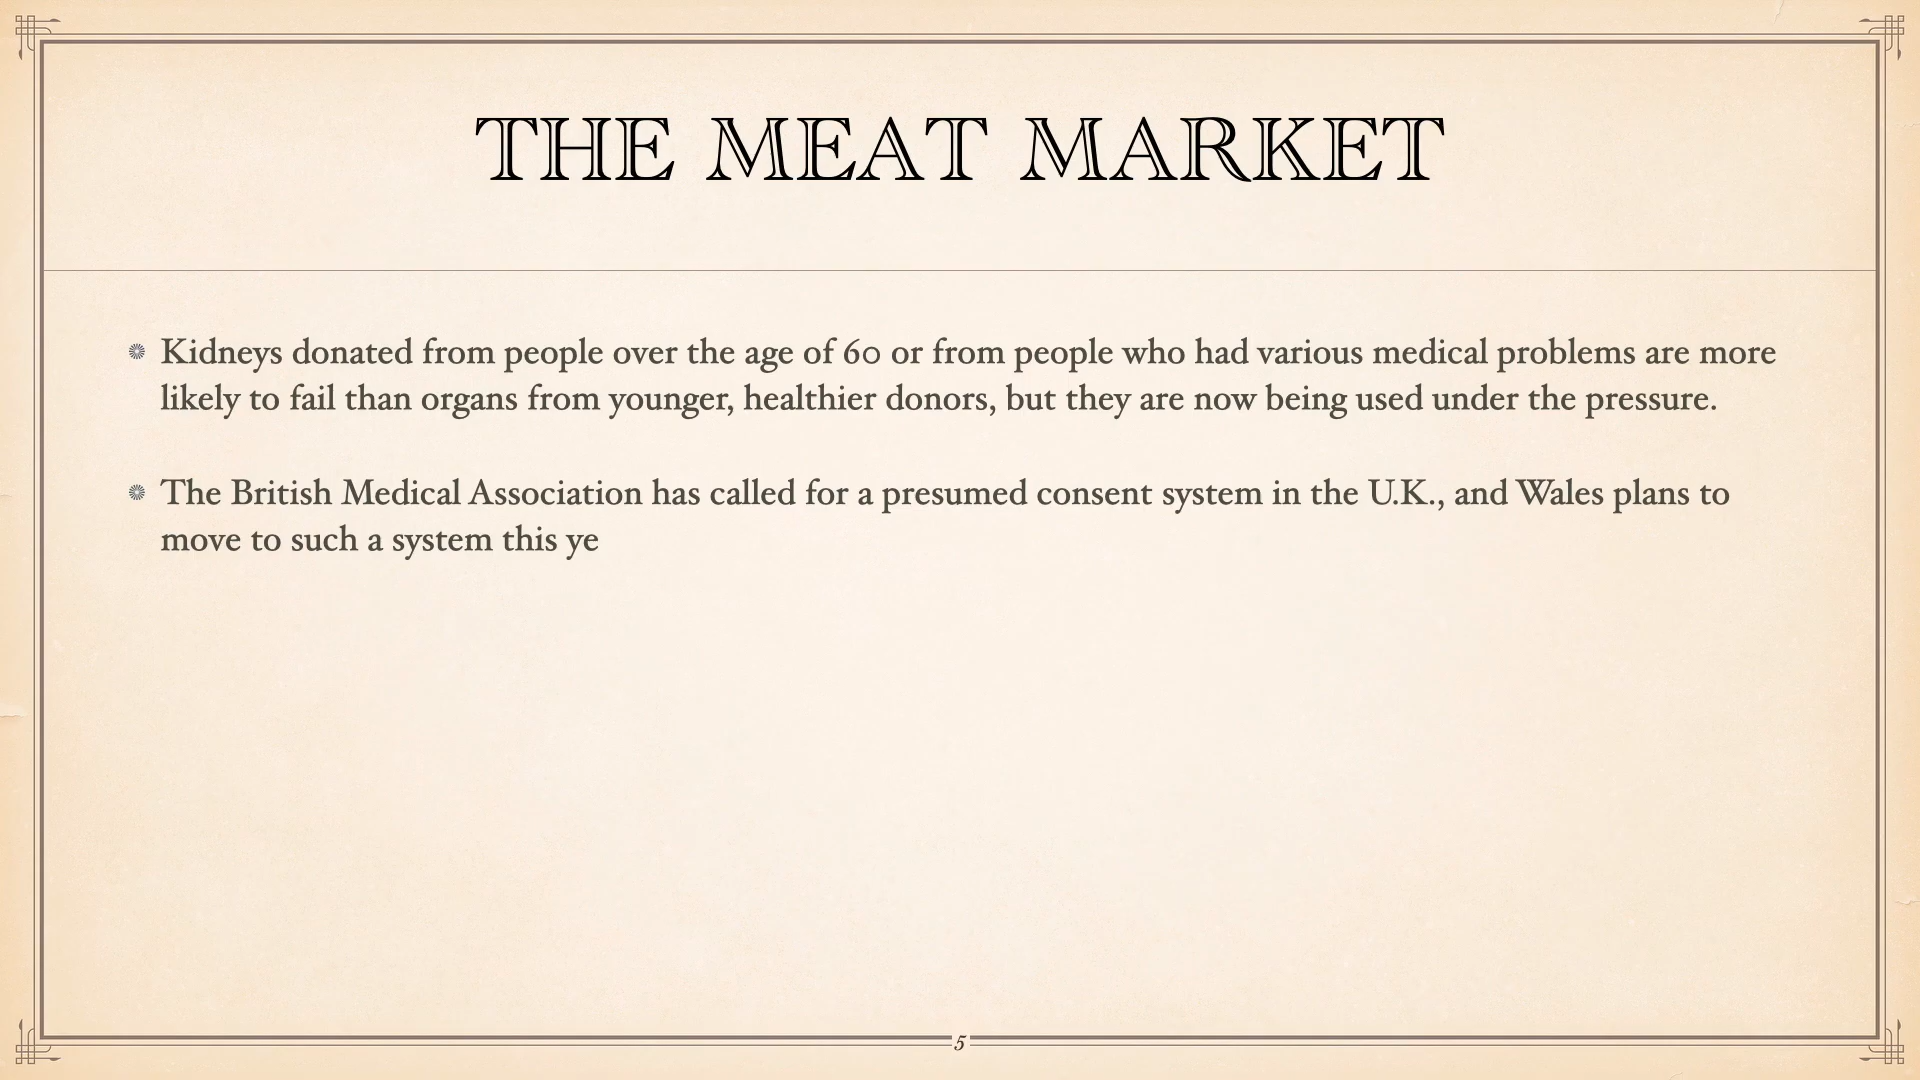 THE MEAT MARKET
Kidneys donated from people over the age of 60 or from people who had various medical problems are more
likely to fail than organs from younger, healthier donors, but they are now being used under the pressure.
The British Medical Association has called for a presumed consent system in the U.K., and Wales plans to
move to such a system this ye
5